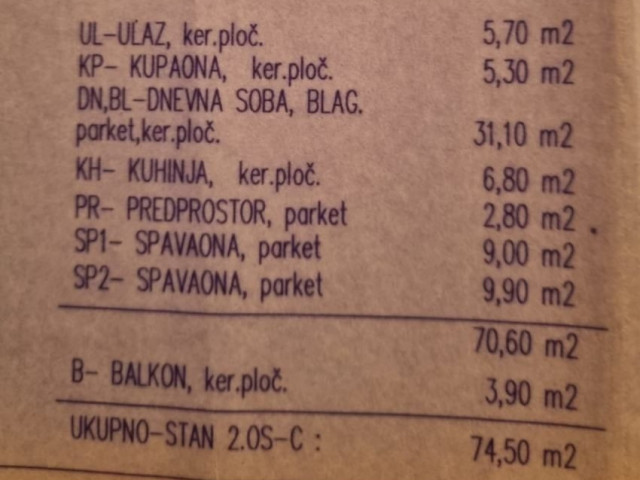 UL-ULAZ, ker.ploč. 5,70 m2
KP- KUPAONA, ker.ploč. 5,30 m2
DN,BL-DNEVNA SOBA, BLAG.
parket,ker.ploč. 31,10 m2
KH- KUHINJA, ker.ploč. 6,80 m2
PR- PREDPROSTOR, parket 2,80 m2
SP1- SPAVAONA, parket 9,00 m2
SP2- SPAVAONA, parket 9,90 m2
70,60 m2
B- BALKON, ker.ploč. 3,90 m2
UKUPNO-STAN 2.OS-C : 74,50 m2